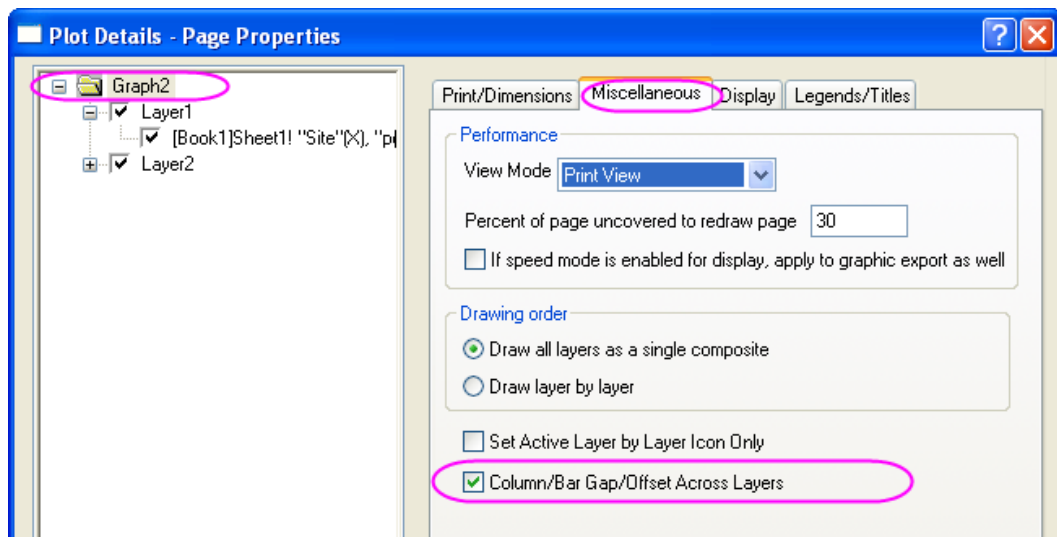 Plot Details - Page Properties
Graph2
Layer1
[Book1]Sheet1! "Site"(X), "p
Layer2
Print/Dimensions Miscellaneous Display Legends/Titles
Performance
View Mode Print View
Percent of page uncovered to redraw page 30
If speed mode is enabled for display, apply to graphic export as well
Drawing order
Draw all layers as a single composite
Draw layer by layer
Set Active Layer by Layer Icon Only
Column/Bar Gap/Offset Across Layers